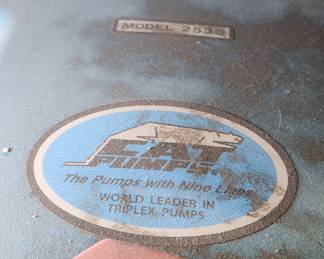 MODEL 2530
CAT
PUMPS
The Pumps with Nine Lives
WORLD LEADER IN
TRIPLEX PUMPS